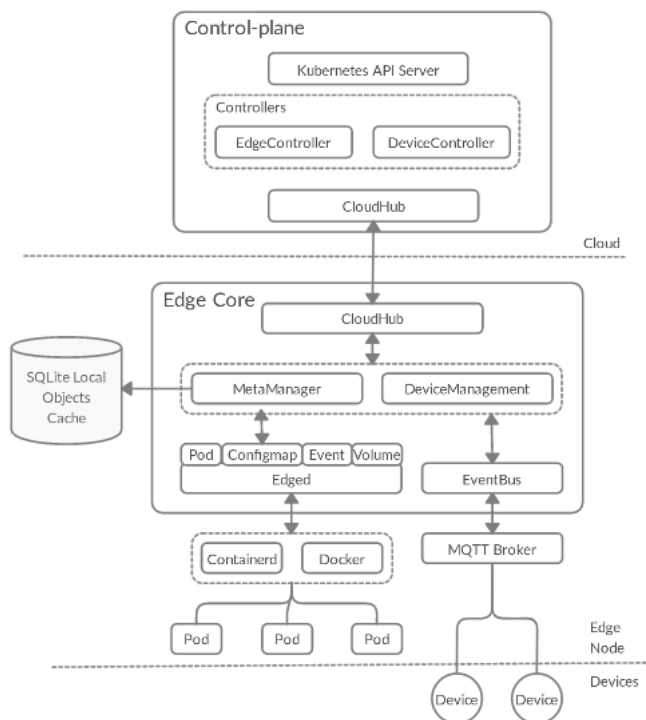 Control-plane
Kubernetes API Server
Controllers
EdgeController
DeviceController
CloudHub
Cloud
Edge Core
CloudHub
SQLite Local
Objects
Cache
MetaManager
DeviceManagement
Pod
Configmap
Event
Volume
Edged
EventBus
Containerd
Docker
MQTT Broker
Pod
Pod
Pod
Edge
Node
Devices
Device
Device